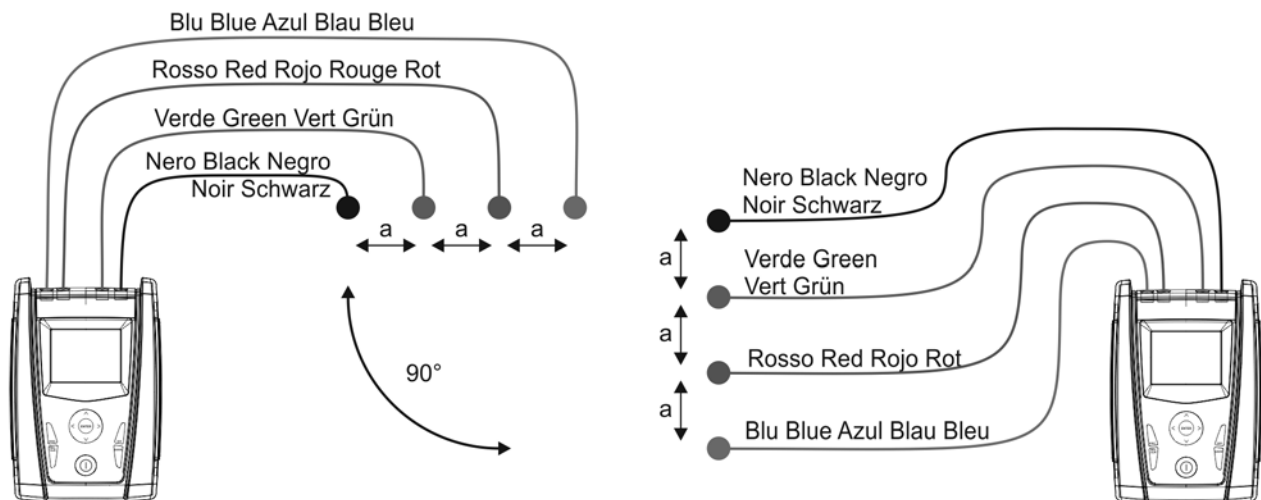 Blu Blue Azul Blau Bleu
Rosso Red Rojo Rouge Rot
Verde Green Vert Grün
Nero Black Negro
Noir Schwarz
a
a
a
90°
Nero Black Negro
Noir Schwarz
a
Verde Green
Vert Grün
a
Rosso Red Rojo Rot
a
Blu Blue Azul Blau Bleu